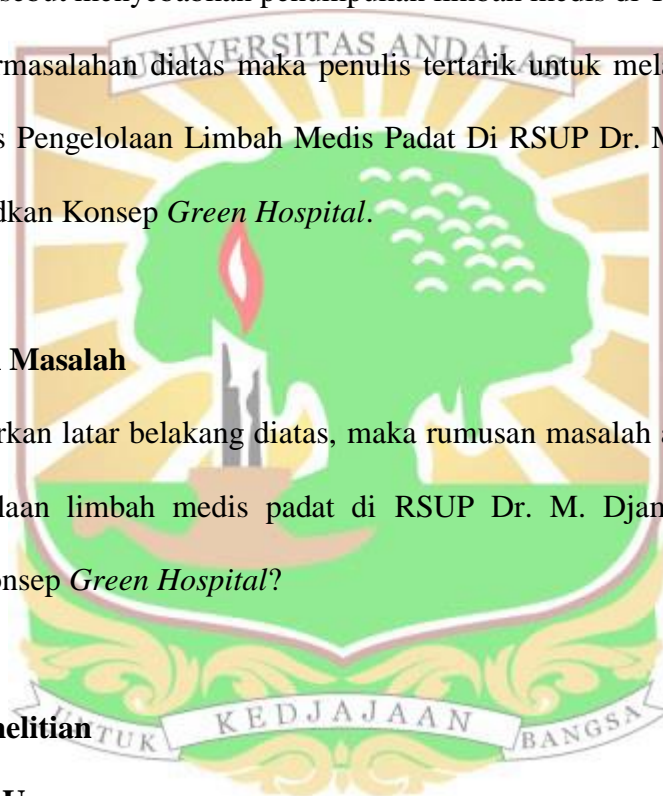 sebut menyebabkan penumpukan limbah medis di
UNIVERSITAS ANDALAS
rmasalahan diatas maka penulis tertarik untuk mela
s Pengelolaan Limbah Medis Padat Di RSUP Dr. M
dkan Konsep Green Hospital.
Masalah
rkan latar belakang diatas, maka rumusan masalah a
laan limbah medis padat di RSUP Dr. M. Djam
onsep Green Hospital?
nelitian
UNTUK KEDJAJAAN BANGSA